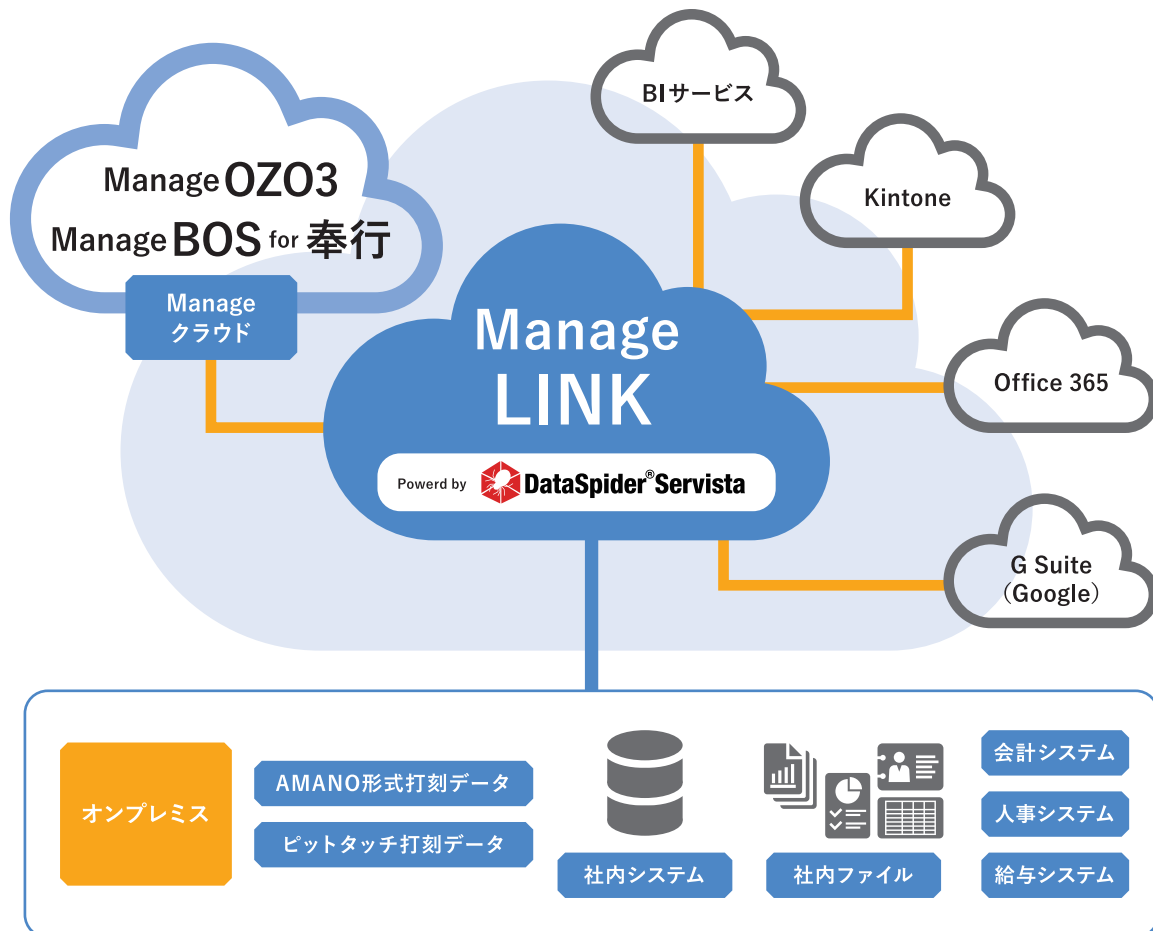 BIサービス
Kintone
Manage OZO3
Manage BOS for 奉行
Manage
クラウド
Manage
LINK
Powerd by DataSpider® Servista
Office 365
G Suite
（Google）
オンプレミス
AMANO形式打刻データ
ピットタッチ打刻データ
社内システム
社内ファイル
会計システム
人事システム
給与システム